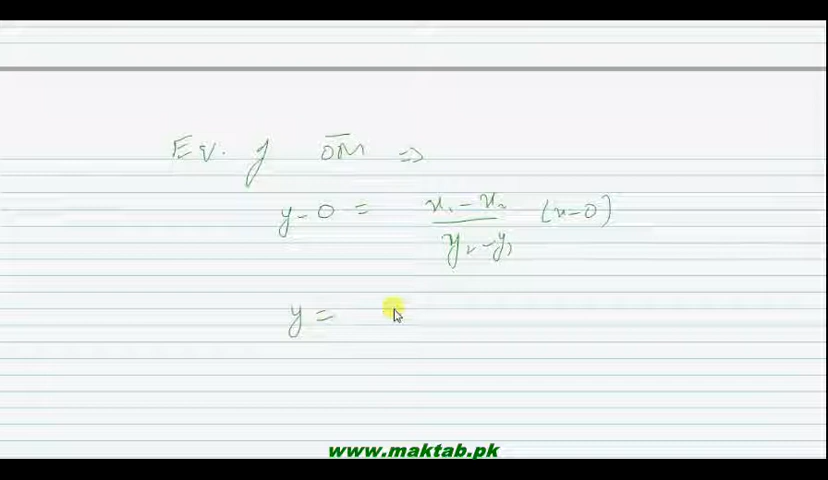 Eq. of OM ⇒
y - 0 = x₁ - x₂ / y₂ - y₁ (x - 0)
y =
www.maktab.pk